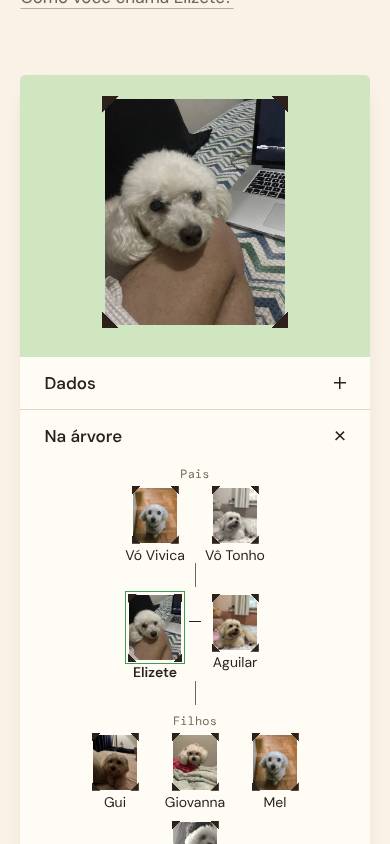 Como você chama Elizete?
Dados
Na árvore
Pais
Vó Vivica
Vô Tonho
Elizete
Aguilar
Filhos
Gui
Giovanna
Mel